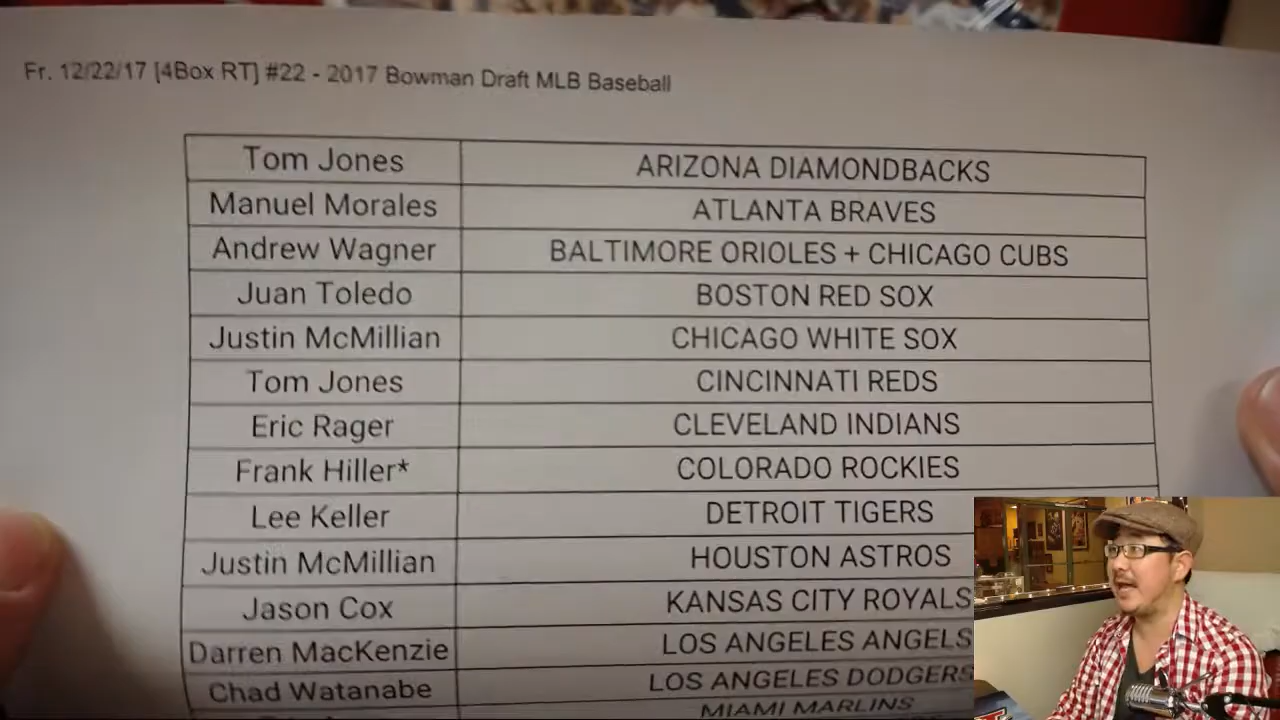 Fr. 12/22/17 [4Box RT] #22 - 2017 Bowman Draft MLB Baseball
Tom Jones ARIZONA DIAMONDBACKS
Manuel Morales ATLANTA BRAVES
Andrew Wagner BALTIMORE ORIOLES + CHICAGO CUBS
Juan Toledo BOSTON RED SOX
Justin McMillian CHICAGO WHITE SOX
Tom Jones CINCINNATI REDS
Eric Rager CLEVELAND INDIANS
Frank Hiller* COLORADO ROCKIES
Lee Keller DETROIT TIGERS
Justin McMillian HOUSTON ASTROS
Jason Cox KANSAS CITY ROYALS
Darren MacKenzie LOS ANGELES ANGELS
Chad Watanabe LOS ANGELES DODGERS
MIAMI MARLINS